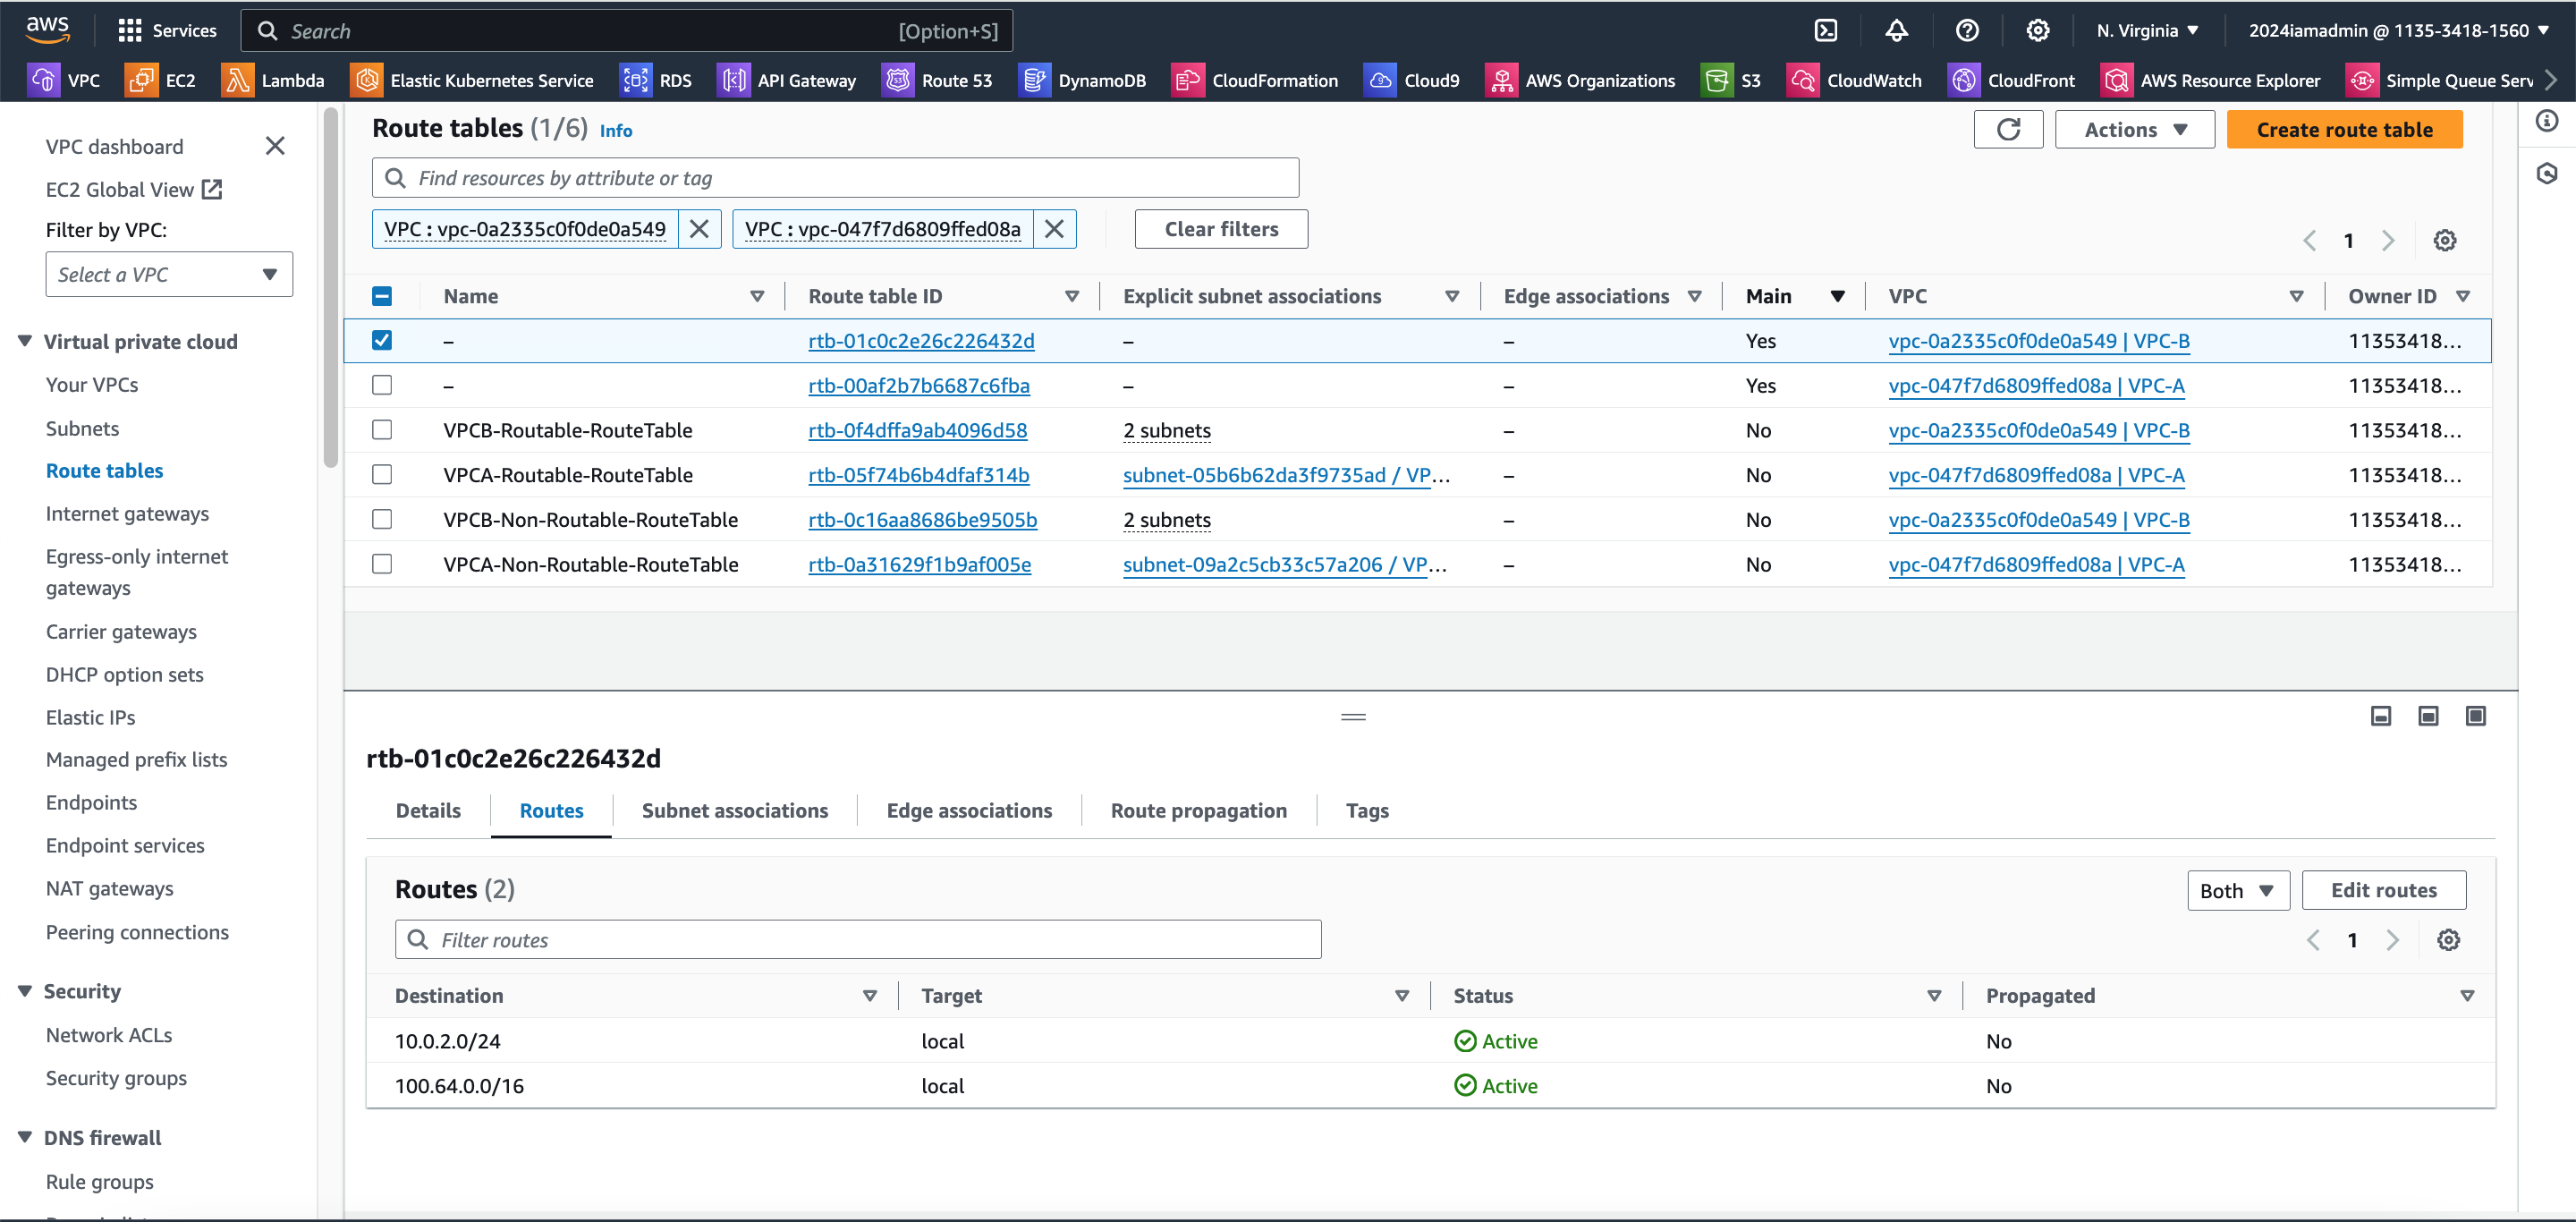 aws
Services
Search [Option+S]
N. Virginia
2024iamadmin @ 1135-3418-1560
VPC
EC2
Lambda
Elastic Kubernetes Service
RDS
API Gateway
Route 53
DynamoDB
CloudFormation
Cloud9
AWS Organizations
S3
CloudWatch
CloudFront
AWS Resource Explorer
Simple Queue Serv
VPC dashboard
EC2 Global View
Filter by VPC:
Select a VPC
Virtual private cloud
Your VPCs
Subnets
Route tables
Internet gateways
Egress-only internet
gateways
Carrier gateways
DHCP option sets
Elastic IPs
Managed prefix lists
Endpoints
Endpoint services
NAT gateways
Peering connections
Security
Network ACLs
Security groups
DNS firewall
Rule groups
Route tables (1/6) Info
Actions
Create route table
Find resources by attribute or tag
VPC : vpc-0a2335c0f0de0a549
VPC : vpc-047f7d6809ffed08a
Clear filters
1
Name Route table ID Explicit subnet associations Edge associations Main VPC Owner ID
– rtb-01c0c2e26c226432d – – Yes vpc-0a2335c0f0de0a549 | VPC-B 11353418...
– rtb-00af2b7b6687c6fba – – Yes vpc-047f7d6809ffed08a | VPC-A 11353418...
VPCB-Routable-RouteTable rtb-0f4dffa9ab4096d58 2 subnets – No vpc-0a2335c0f0de0a549 | VPC-B 11353418...
VPCA-Routable-RouteTable rtb-05f74b6b4dfaf314b subnet-05b6b62da3f9735ad / VP... – No vpc-047f7d6809ffed08a | VPC-A 11353418...
VPCB-Non-Routable-RouteTable rtb-0c16aa8686be9505b 2 subnets – No vpc-0a2335c0f0de0a549 | VPC-B 11353418...
VPCA-Non-Routable-RouteTable rtb-0a31629f1b9af005e subnet-09a2c5cb33c57a206 / VP... – No vpc-047f7d6809ffed08a | VPC-A 11353418...
rtb-01c0c2e26c226432d
Details Routes Subnet associations Edge associations Route propagation Tags
Routes (2)
Both
Edit routes
Filter routes
1
Destination Target Status Propagated
10.0.2.0/24 local Active No
100.64.0.0/16 local Active No